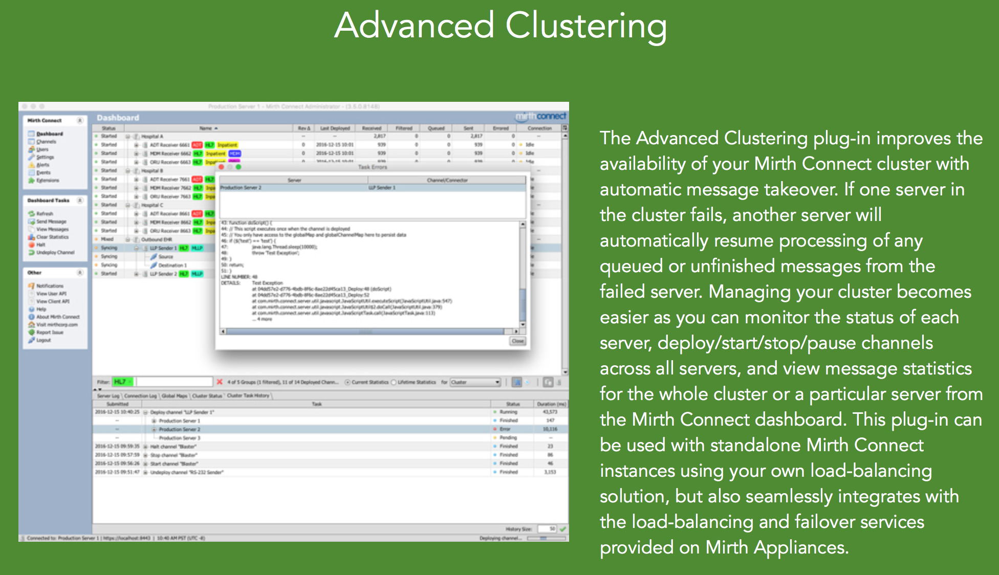 Advanced Clustering
Production Server 1 - Mirth Connect Administrator - (3.5.0.8148)
Mirth Connect
Dashboard
Channels
Users
Settings
Alerts
Events
Extensions
Dashboard Tasks
Refresh
Send Message
View Messages
Clear Statistics
Halt
Undeploy Channel
Other
Notifications
View User API
View Client API
Help
About Mirth Connect
Visit mirthcorp.com
Report Issue
Logout
Dashboard
mirthconnect
Status Name Rev Δ Last Deployed Received Filtered Queued Sent Errored Connection
Started Hospital A -- -- 2,817 0 0 2,817 0 --
Started ADT Receiver 6661 ADT HL7 Inpatient 0 2016-12-15 10:01 939 0 0 939 0 Idle
Started MDM Receiver 6662 HL7 Inpatient MDM 0 2016-12-15 10:01 939 0 0 939 0 Idle
Started ORU Receiver 6663 HL7 0 2016-12-15 10:01 939 0 0 939 0 Idle
Started Hospital B
Started ADT Receiver 7661 ADT HL7
Started MDM Receiver 7662 HL7 Inpa
Started ORU Receiver 7663 HL7 Inpa
Started Hospital C
Started ADT Receiver 8661 ADT HL7
Started MDM Receiver 8662 HL7 Inpa
Started ORU Receiver 8663 HL7 Inpa
Mixed Outbound EHR --
Syncing LLP Sender 1 HL7 MLLP
Syncing Source
Syncing Destination 1
Started LLP Sender 2 HL7 MLLP
Task Errors
Server Channel/Connector
Production Server 2 LLP Sender 1
43: function doScript() {
44: // This script executes once when the channel is deployed
45: // You only have access to the globalMap and globalChannelMap here to persist data
46: if ($('test') == 'test') {
47: java.lang.Thread.sleep(10000);
48: throw 'Test Exception';
49: }
50: return;
51: }
LINE NUMBER: 48
DETAILS: Test Exception
at 04dd57e2-d776-4bdb-8f6c-8ae22d45ca13_Deploy:48 (doScript)
at 04dd57e2-d776-4bdb-8f6c-8ae22d45ca13_Deploy:52
at com.mirth.connect.server.util.javascript.JavaScriptUtil.executeScript(JavaScriptUtil.java:547)
at com.mirth.connect.server.util.javascript.JavaScriptUtil$2.doCall(JavaScriptUtil.java:379)
at com.mirth.connect.server.util.javascript.JavaScriptTask.call(JavaScriptTask.java:113)
... 4 more
Close
Filter: HL7 4 of 5 Groups (1 filtered), 11 of 14 Deployed Chann... Current Statistics Lifetime Statistics for Cluster
Server Log Connection Log Global Maps Cluster Status Cluster Task History
Submitted Task Status Duration (ms)
2016-12-15 10:40:25 Deploy channel "LLP Sender 1" Running 43,573
-- Production Server 1 Finished 147
-- Production Server 2 Error 10,116
-- Production Server 3 Pending --
2016-12-15 09:59:35 Halt channel "Blaster" Finished 23
2016-12-15 09:57:59 Stop channel "Blaster" Finished 86
2016-12-15 09:56:26 Start channel "Blaster" Finished 46
2016-12-15 09:51:47 Undeploy channel "RS-232 Sender" Finished 3,153
History Size: 50
Connected to: Production Server 1 | https://localhost:8443 | 10:40 AM PST (UTC -8) Deploying channel...
The Advanced Clustering plug-in improves the
availability of your Mirth Connect cluster with
automatic message takeover. If one server in
the cluster fails, another server will
automatically resume processing of any
queued or unfinished messages from the
failed server. Managing your cluster becomes
easier as you can monitor the status of each
server, deploy/start/stop/pause channels
across all servers, and view message statistics
for the whole cluster or a particular server from
the Mirth Connect dashboard. This plug-in can
be used with standalone Mirth Connect
instances using your own load-balancing
solution, but also seamlessly integrates with
the load-balancing and failover services
provided on Mirth Appliances.